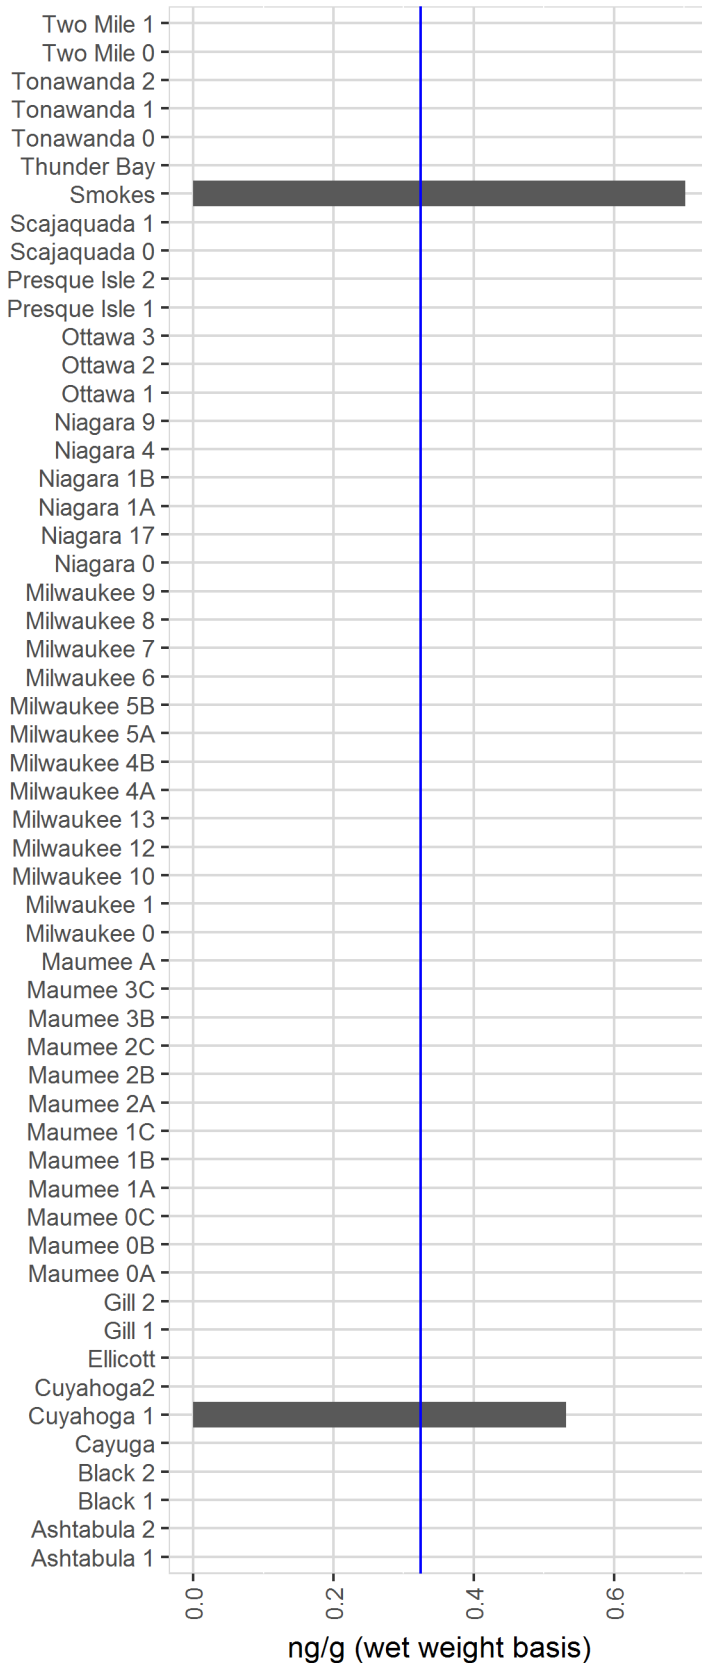 Two Mile 1
Two Mile 0
Tonawanda 2
Tonawanda 1
Tonawanda 0
Thunder Bay
Smokes
Scajaquada 1
Scajaquada 0
Presque Isle 2
Presque Isle 1
Ottawa 3
Ottawa 2
Ottawa 1
Niagara 9
Niagara 4
Niagara 1B
Niagara 1A
Niagara 17
Niagara 0
Milwaukee 9
Milwaukee 8
Milwaukee 7
Milwaukee 6
Milwaukee 5B
Milwaukee 5A
Milwaukee 4B
Milwaukee 4A
Milwaukee 13
Milwaukee 12
Milwaukee 10
Milwaukee 1
Milwaukee 0
Maumee A
Maumee 3C
Maumee 3B
Maumee 2C
Maumee 2B
Maumee 2A
Maumee 1C
Maumee 1B
Maumee 1A
Maumee 0C
Maumee 0B
Maumee 0A
Gill 2
Gill 1
Ellicott
Cuyahoga2
Cuyahoga 1
Cayuga
Black 2
Black 1
Ashtabula 2
Ashtabula 1
0.0 0.2 0.4 0.6
ng/g (wet weight basis)